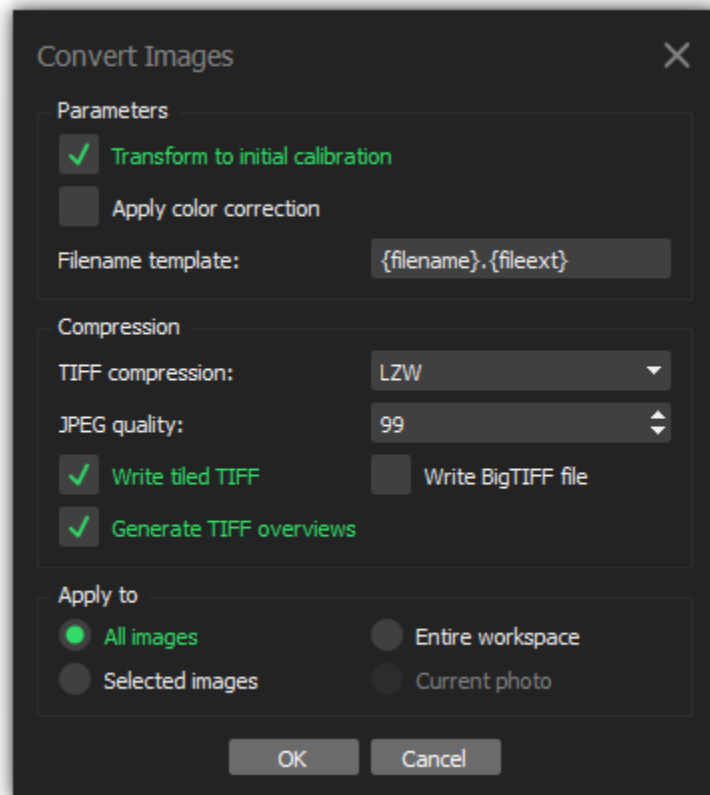 Convert Images
Parameters
Transform to initial calibration
Apply color correction
Filename template: {filename}.{fileext}
Compression
TIFF compression: LZW
JPEG quality: 99
Write tiled TIFF Write BigTIFF file
Generate TIFF overviews
Apply to
All images Entire workspace
Selected images Current photo
OK Cancel